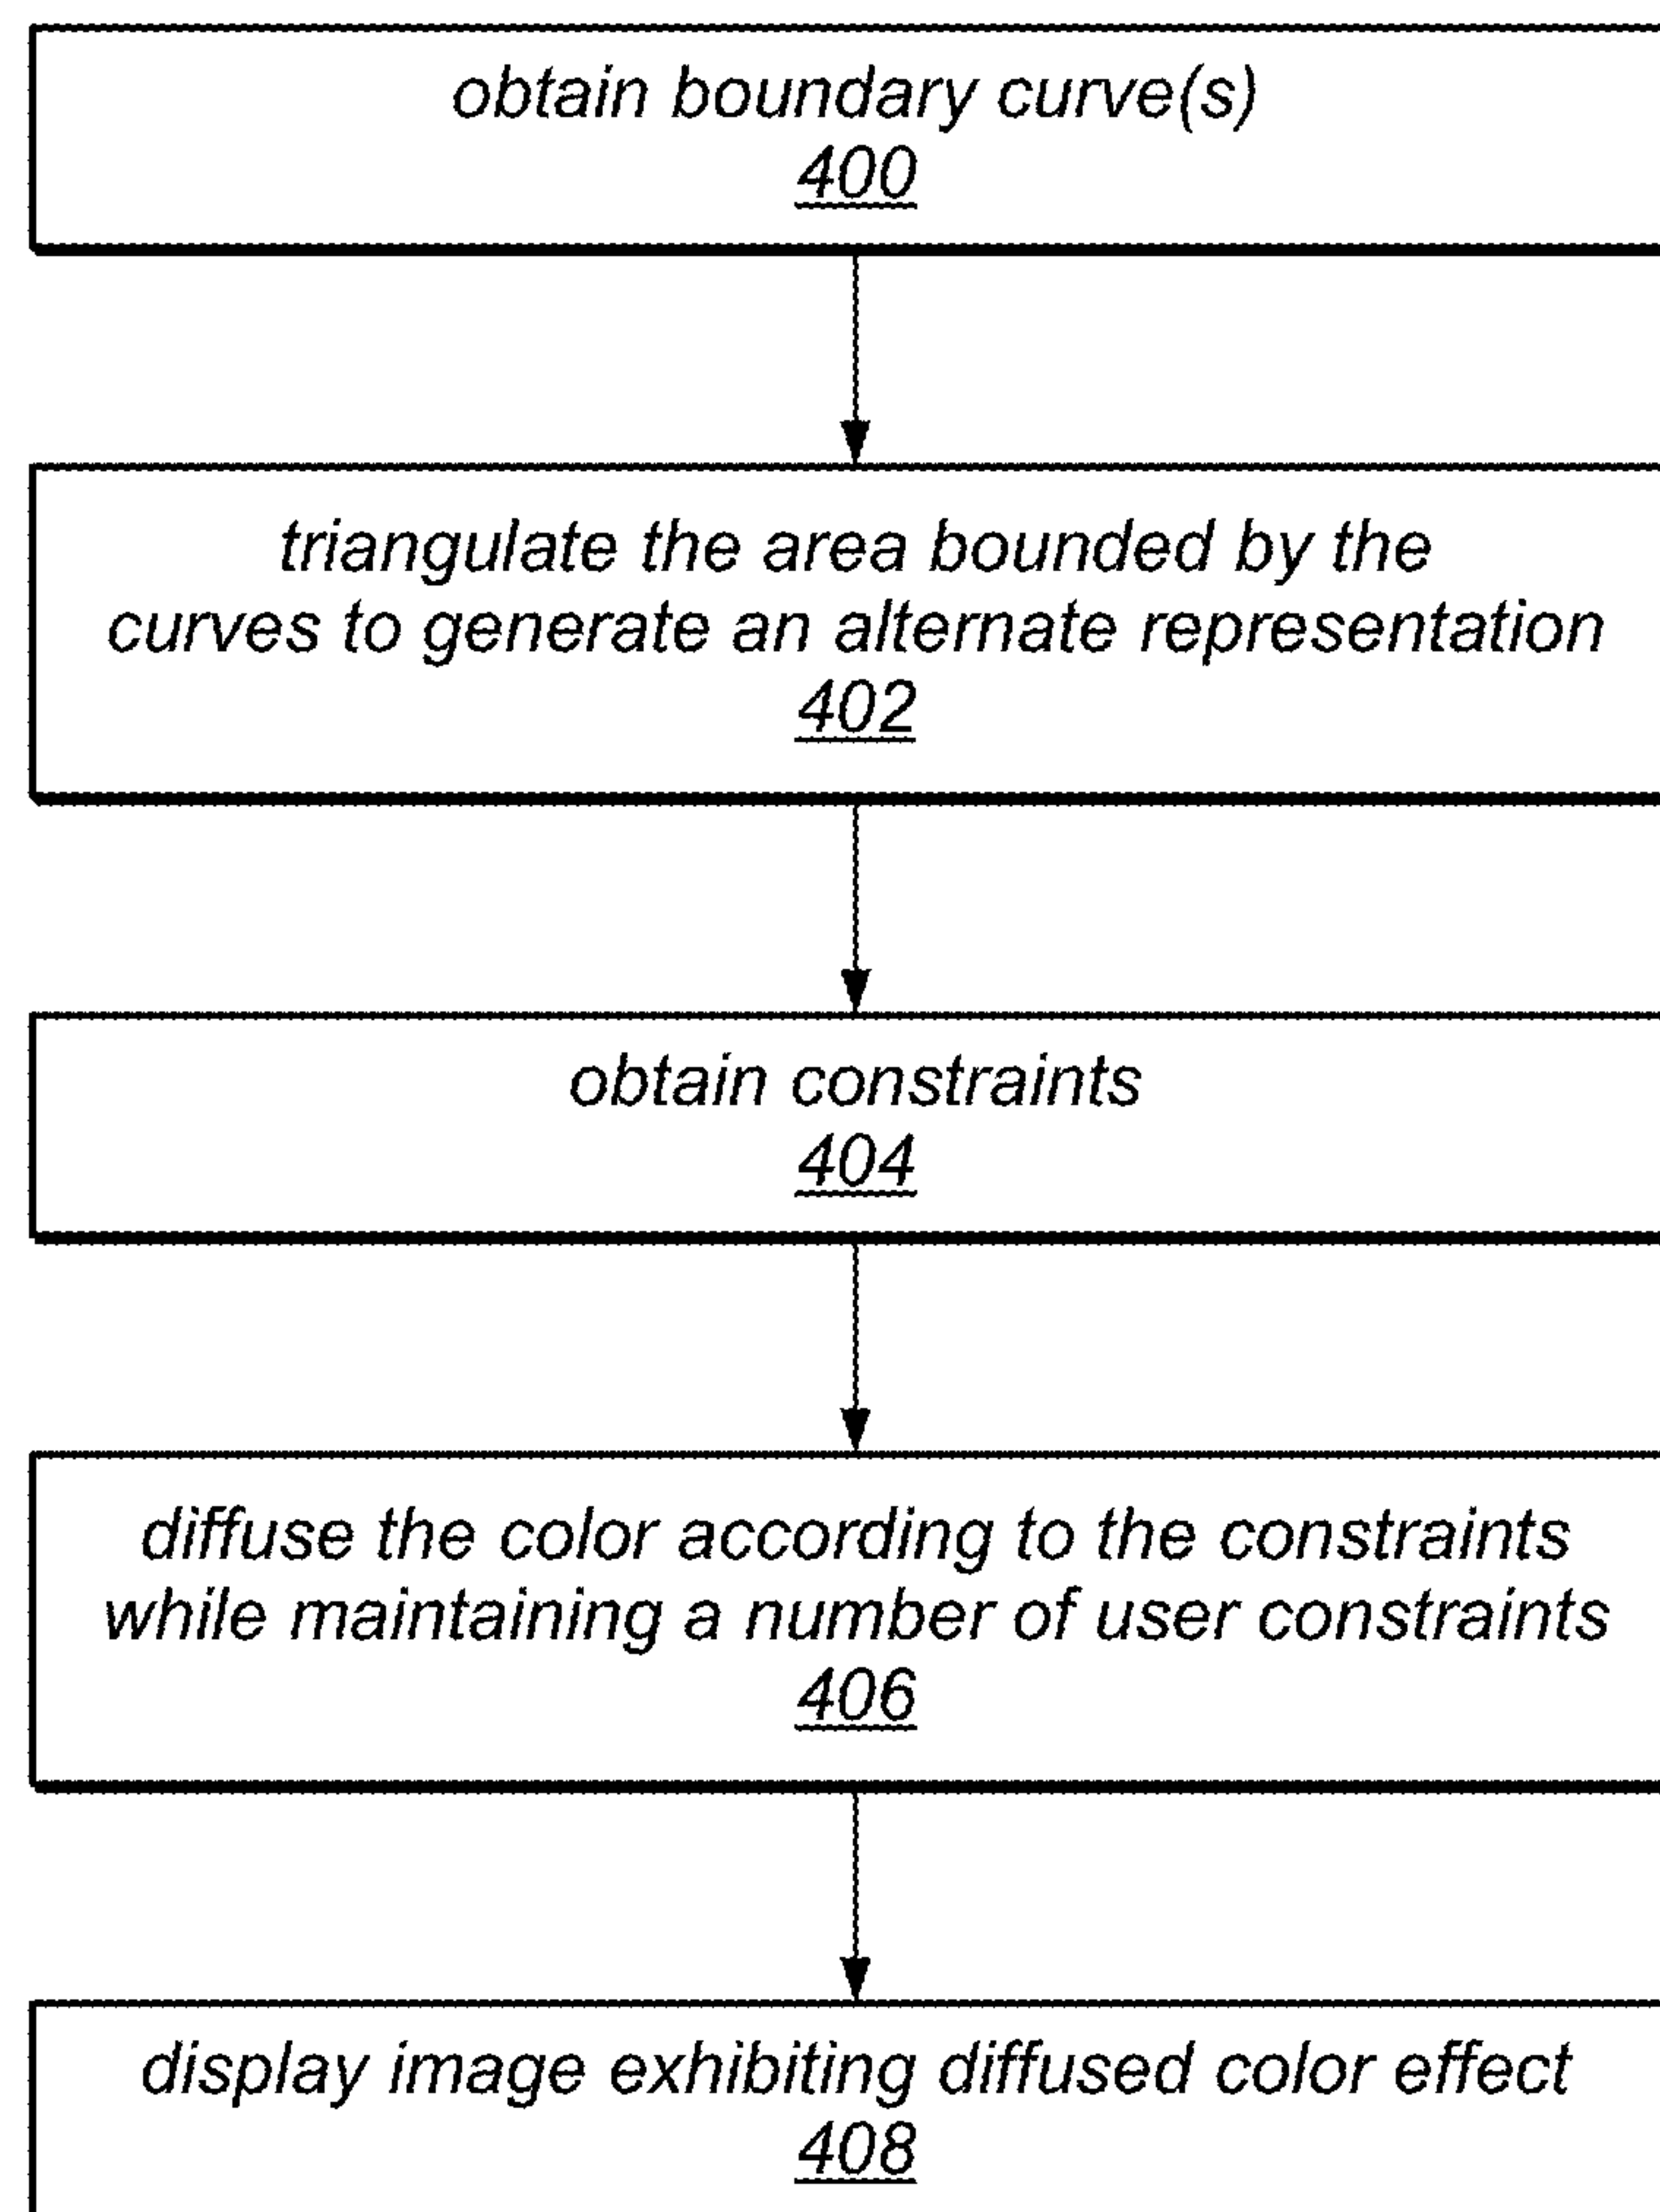 obtain boundary curve(s)
400
triangulate the area bounded by the
curves to generate an alternate representation
402
obtain constraints
404
diffuse the color according to the constraints
while maintaining a number of user constraints
406
display image exhibiting diffused color effect
408